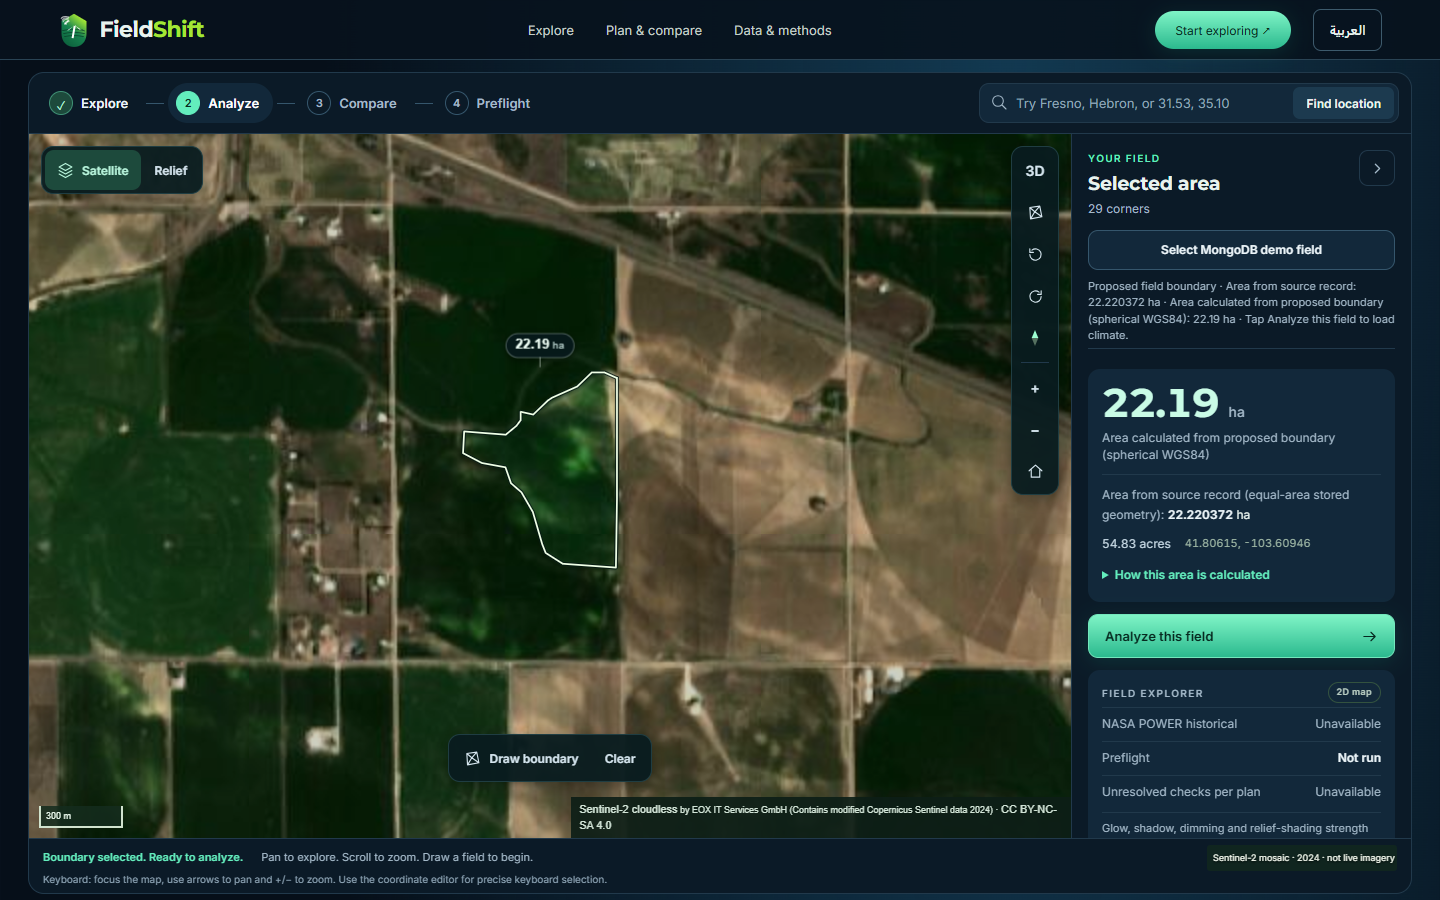 FieldShift
Explore
Plan & compare
Data & methods
Start exploring ↗
العربية
✓ Explore
2 Analyze
3 Compare
4 Preflight
Try Fresno, Hebron, or 31.53, 35.10
Find location
Satellite
Relief
3D
+
−
22.19 ha
Draw boundary
Clear
300 m
Sentinel-2 cloudless by EOX IT Services GmbH (Contains modified Copernicus Sentinel data 2024) · CC BY-NC-
SA 4.0
YOUR FIELD
Selected area
29 corners
Select MongoDB demo field
Proposed field boundary · Area from source record:
22.220372 ha · Area calculated from proposed boundary
(spherical WGS84): 22.19 ha · Tap Analyze this field to load
climate.
22.19 ha
Area calculated from proposed boundary
(spherical WGS84)
Area from source record (equal-area stored
geometry): 22.220372 ha
54.83 acres 41.80615, -103.60946
How this area is calculated
Analyze this field →
FIELD EXPLORER
2D map
NASA POWER historical Unavailable
Preflight Not run
Unresolved checks per plan Unavailable
Glow, shadow, dimming and relief-shading strength
Boundary selected. Ready to analyze. Pan to explore. Scroll to zoom. Draw a field to begin.
Sentinel-2 mosaic · 2024 · not live imagery
Keyboard: focus the map, use arrows to pan and +/− to zoom. Use the coordinate editor for precise keyboard selection.